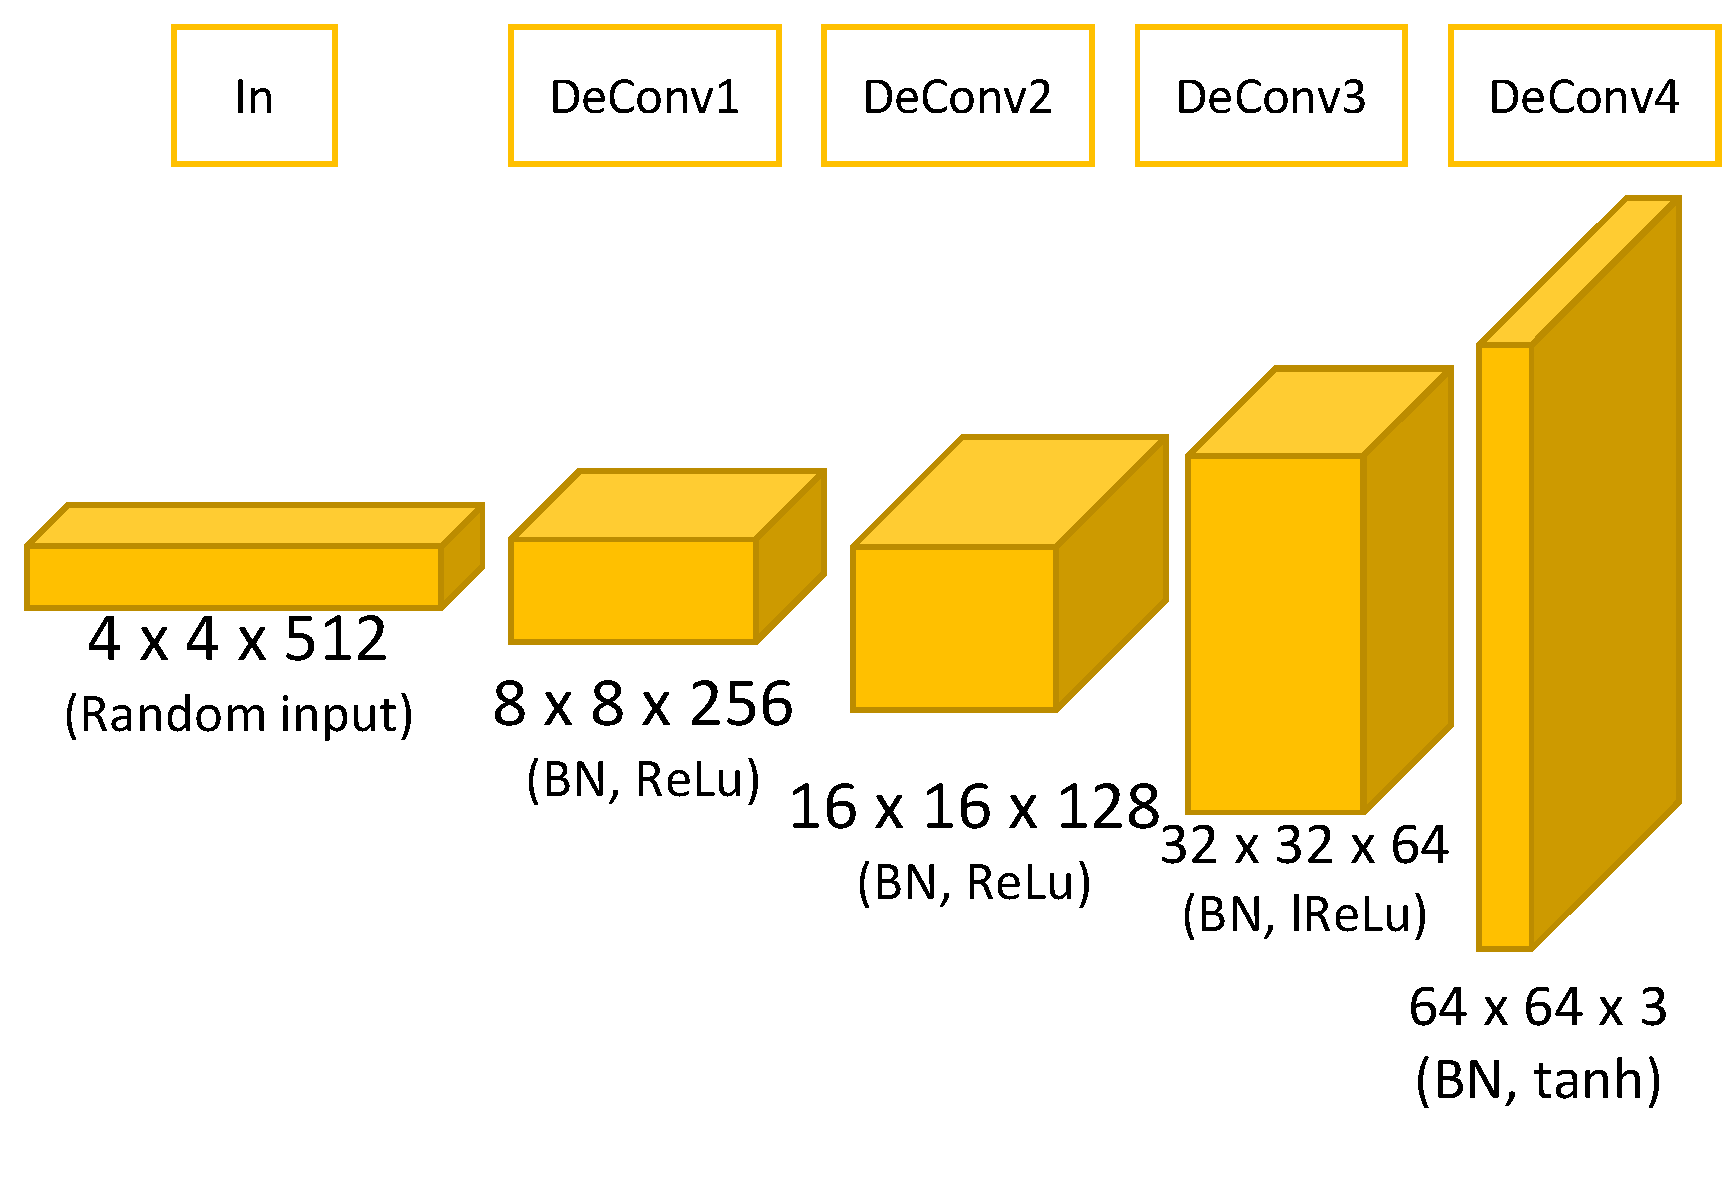 In
DeConv1
DeConv2
DeConv3
DeConv4
4 x 4 x 512
(Random input)
8 x 8 x 256
(BN, ReLu)
16 x 16 x 128
(BN, ReLu)
32 x 32 x 64
(BN, lReLu)
64 x 64 x 3
(BN, tanh)